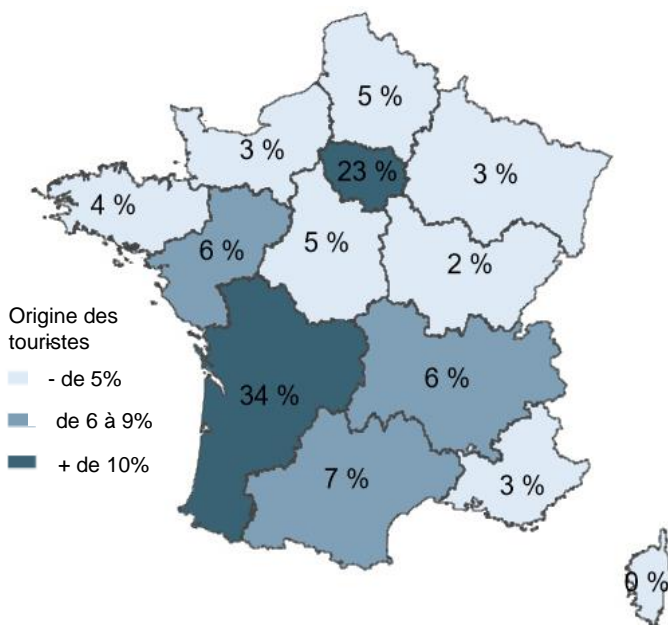 5 %
3 %
23 %
3 %
4 %
6 %
5 %
2 %
Origine des
touristes
- de 5%
de 6 à 9%
+ de 10%
34 %
6 %
7 %
3 %
0 %